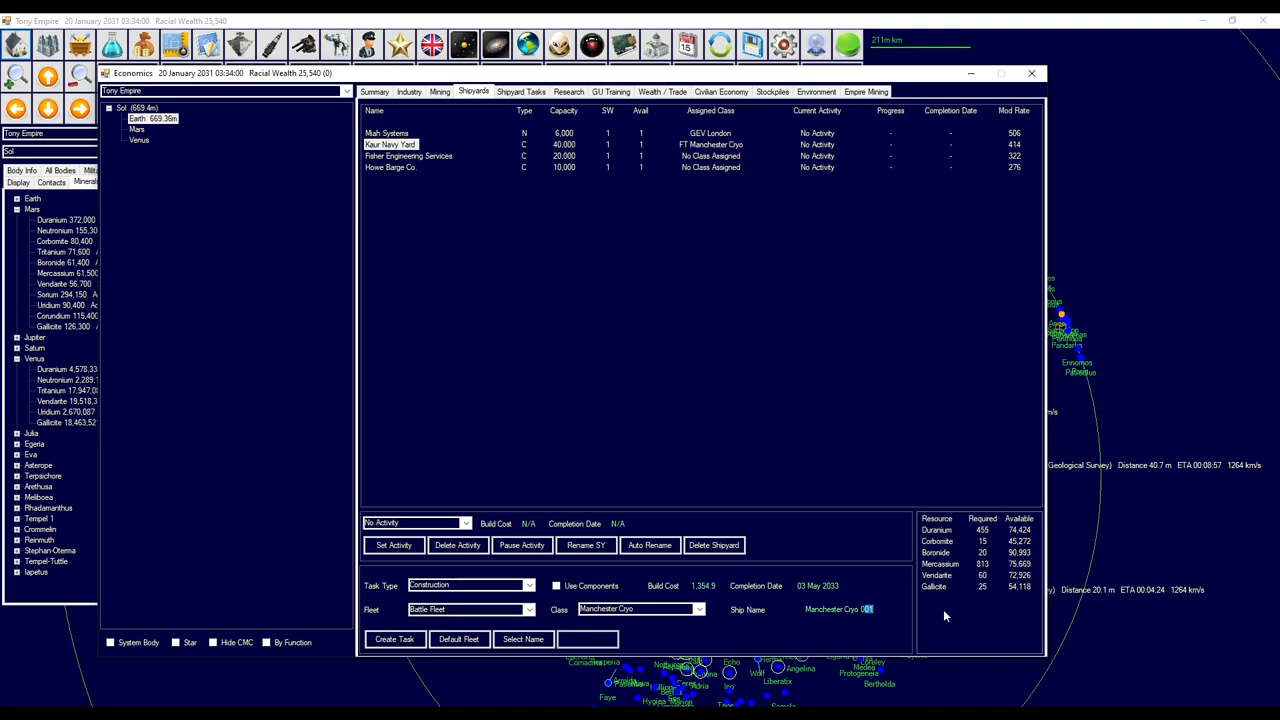 Tony Empire 20 January 2031 03:34:00 Racial Wealth 25,540
211m km
Economics 20 January 2031 03:34:00 Racial Wealth 25,540 (0)
Tony Empire
Summary Industry Mining Shipyards Shipyard Tasks Research GU Training Wealth / Trade Civilian Economy Stockpiles Environment Empire Mining
Sol (669.4m)
Earth 669.36m
Mars
Venus
Name Type Capacity SW Avail Assigned Class Current Activity Progress Completion Date Mod Rate
Miah Systems N 6,000 1 1 GEV London No Activity - - 506
Kaur Navy Yard C 40,000 1 1 FT Manchester Cryo No Activity - - 414
Fisher Engineering Services C 20,000 1 1 No Class Assigned No Activity - - 322
Howe Barge Co. C 10,000 1 1 No Class Assigned No Activity - - 276
Tony Empire
Sol
Body Info All Bodies
Display Contacts Minerals
Earth
Mars
Duranium 372,000
Neutronium 155,30
Corbomite 80,400
Tritanium 71,600
Boronide 61,400
Mercassium 61,500
Vendarite 56,700
Sorium 294,150
Uridium 90,400
Corundium 115,400
Gallicite 126,300
Jupiter
Saturn
Venus
Duranium 4,578,33
Neutronium 2,289,1
Tritanium 17,947,0
Vendarite 19,518,3
Uridium 2,670,087
Gallicite 18,463,52
Julia
Egeria
Eva
Asterope
Terpsichore
Arethusa
Meliboea
Rhadamanthus
Tempel 1
Crommelin
Reinmuth
Stephan-Oterma
Tempel-Tuttle
Iapetus
System Body Star Hide CMC By Function
No Activity Build Cost N/A Completion Date N/A
Set Activity Delete Activity Pause Activity Rename SY Auto Rename Delete Shipyard
Task Type Construction Use Components Build Cost 1,354.9 Completion Date 03 May 2033
Fleet Battle Fleet Class Manchester Cryo Ship Name Manchester Cryo 001
Create Task Default Fleet Select Name
Resource Required Available
Duranium 455 74,424
Corbomite 15 45,272
Boronide 20 90,993
Mercassium 813 75,669
Vendarite 60 72,926
Gallicite 25 54,118
Ennomos
Geological Survey) Distance 40.7 m ETA 00:08:57 1264 km/s
Distance 20.1 m ETA 00:04:24 1264 km/s
Echo
Wolf
Angelina
Liberatix
Loreley
Protogeneia
Bertholda
Faye
Adria